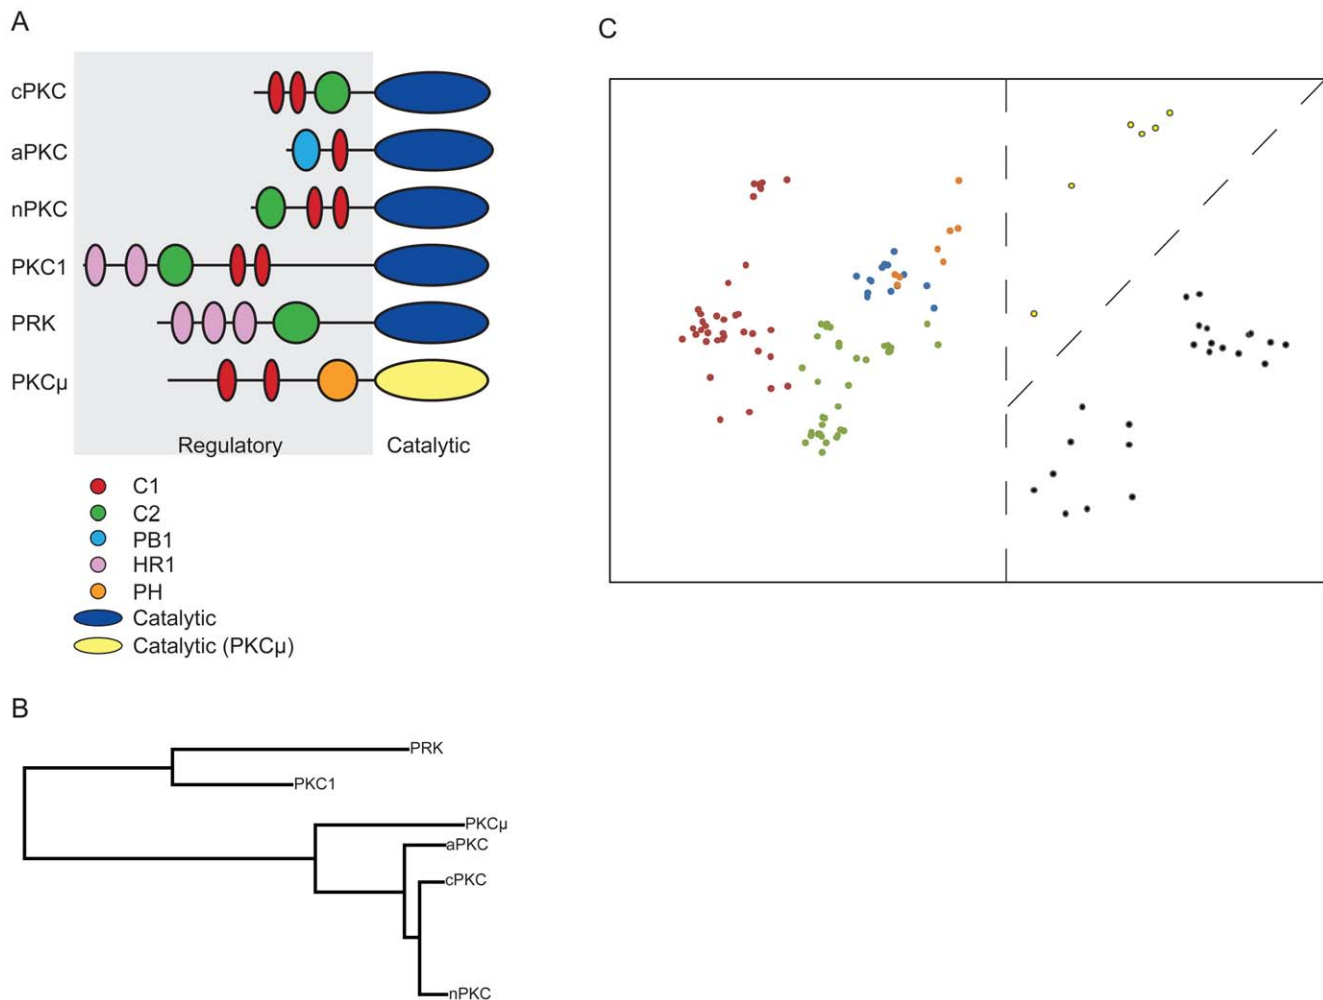 A
cPKC
aPKC
nPKC
PKC1
PRK
PKCμ
Regulatory Catalytic
C1
C2
PB1
HR1
PH
Catalytic
Catalytic (PKCμ)
B
PRK
PKC1
PKCμ
aPKC
cPKC
nPKC
C